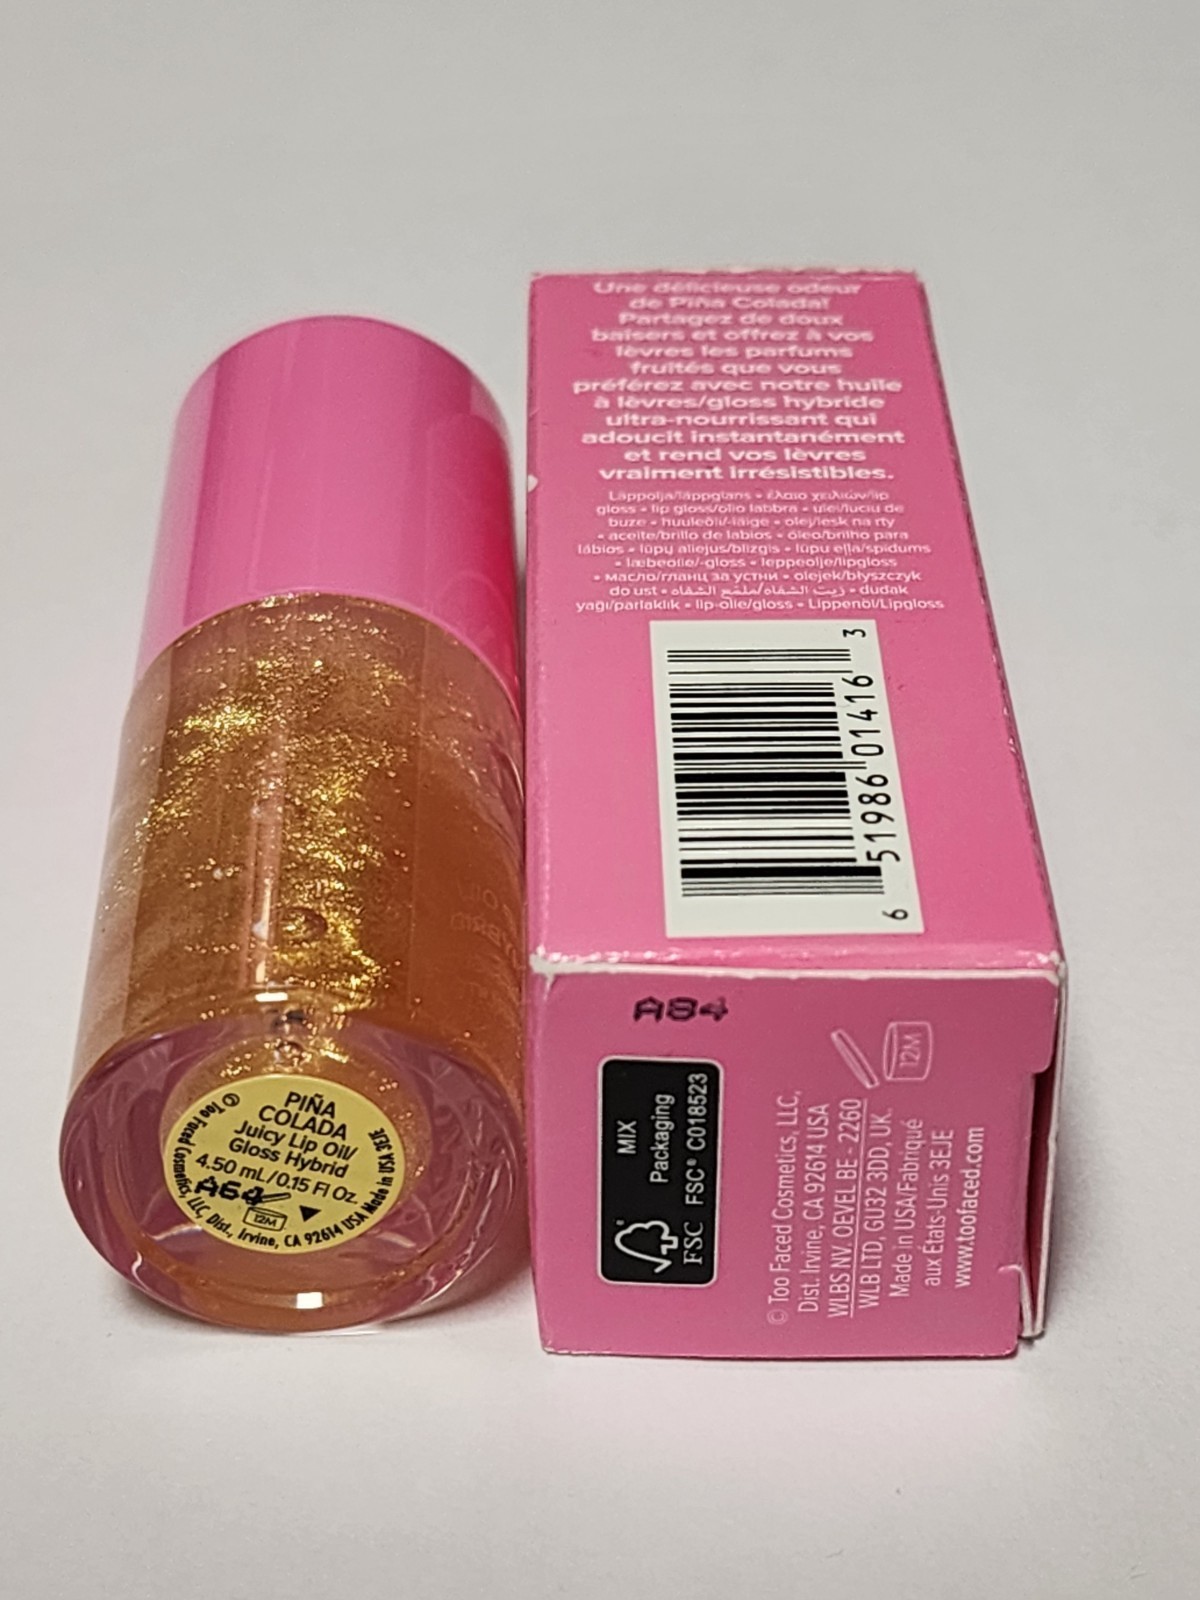 Une délicieuse odeur
de Piña Colada!
Partagez de doux
baisers et offrez à vos
lèvres les parfums
fruités que vous
préférez avec notre huile
à lèvres/gloss hybride
ultra-nourrissant qui
adoucit instantanément
et rend vos lèvres
vraiment irrésistibles.
Läppolja/läppglans • έλαιο χειλιών/lip
gloss • lip gloss/olio labbra • ulei/luciu de
buze • huuleõli/-läige • olej/lesk na rty
• aceite/brillo de labios • óleo/brilho para
lábios • lūpų aliejus/blizgis • lūpu eļļa/spīdums
• læbeolie/-gloss • leppeolje/lipgloss
• масло/гланц за устни • olejek/błyszczyk
do ust • زيت الشفاه/ملمّع الشفاه • dudak
yağı/parlaklık • lip-olie/gloss • Lippenöl/Lipgloss
6 51986 01416 3
A84
12M
MIX
Packaging
FSC® C018523
FSC
© Too Faced Cosmetics, LLC,
Dist. Irvine, CA 92614 USA
WLBS NV. OEVEL BE - 2260
WLB LTD, GU32 3DD, UK.
Made in USA/Fabriqué
aux États-Unis 3EJE
www.toofaced.com
PIÑA
COLADA
Juicy Lip Oil/
Gloss Hybrid
4.50 mL/0.15 Fl Oz.
A64
12M
© Too Faced Cosmetics, LLC, Dist., Irvine, CA 92614 USA Made in USA 3EJE